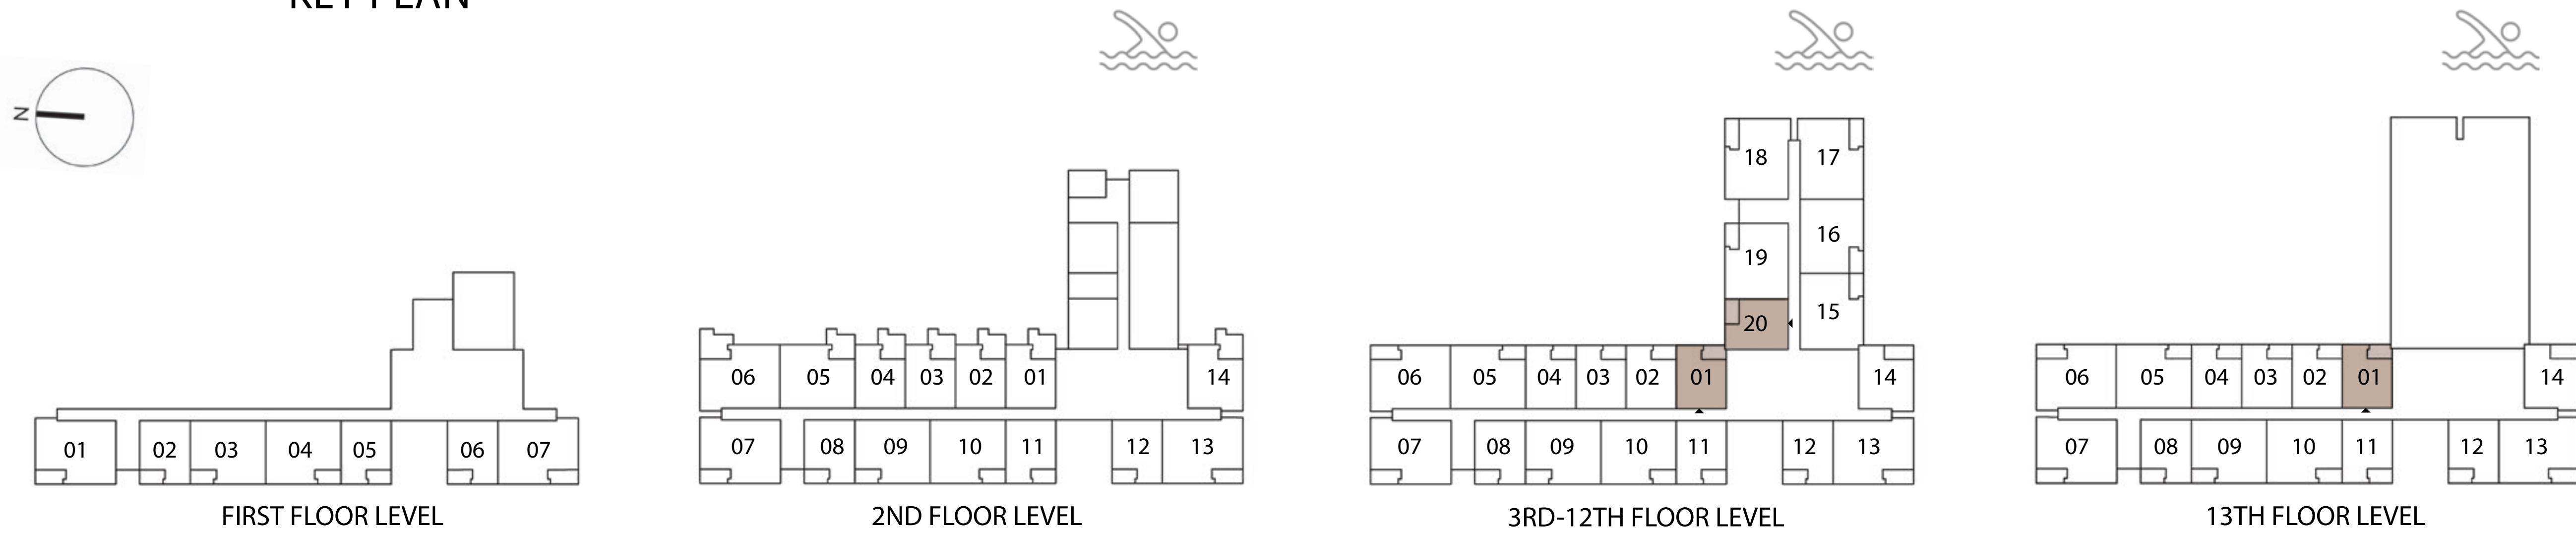 KEY PLAN
N
18 17
16
19
20 15
06 05 04 03 02 01 14
06 05 04 03 02 01 14
06 05 04 03 02 01 14
01 02 03 04 05 06 07
07 08 09 10 11 12 13
07 08 09 10 11 12 13
07 08 09 10 11 12 13
FIRST FLOOR LEVEL
2ND FLOOR LEVEL
3RD-12TH FLOOR LEVEL
13TH FLOOR LEVEL